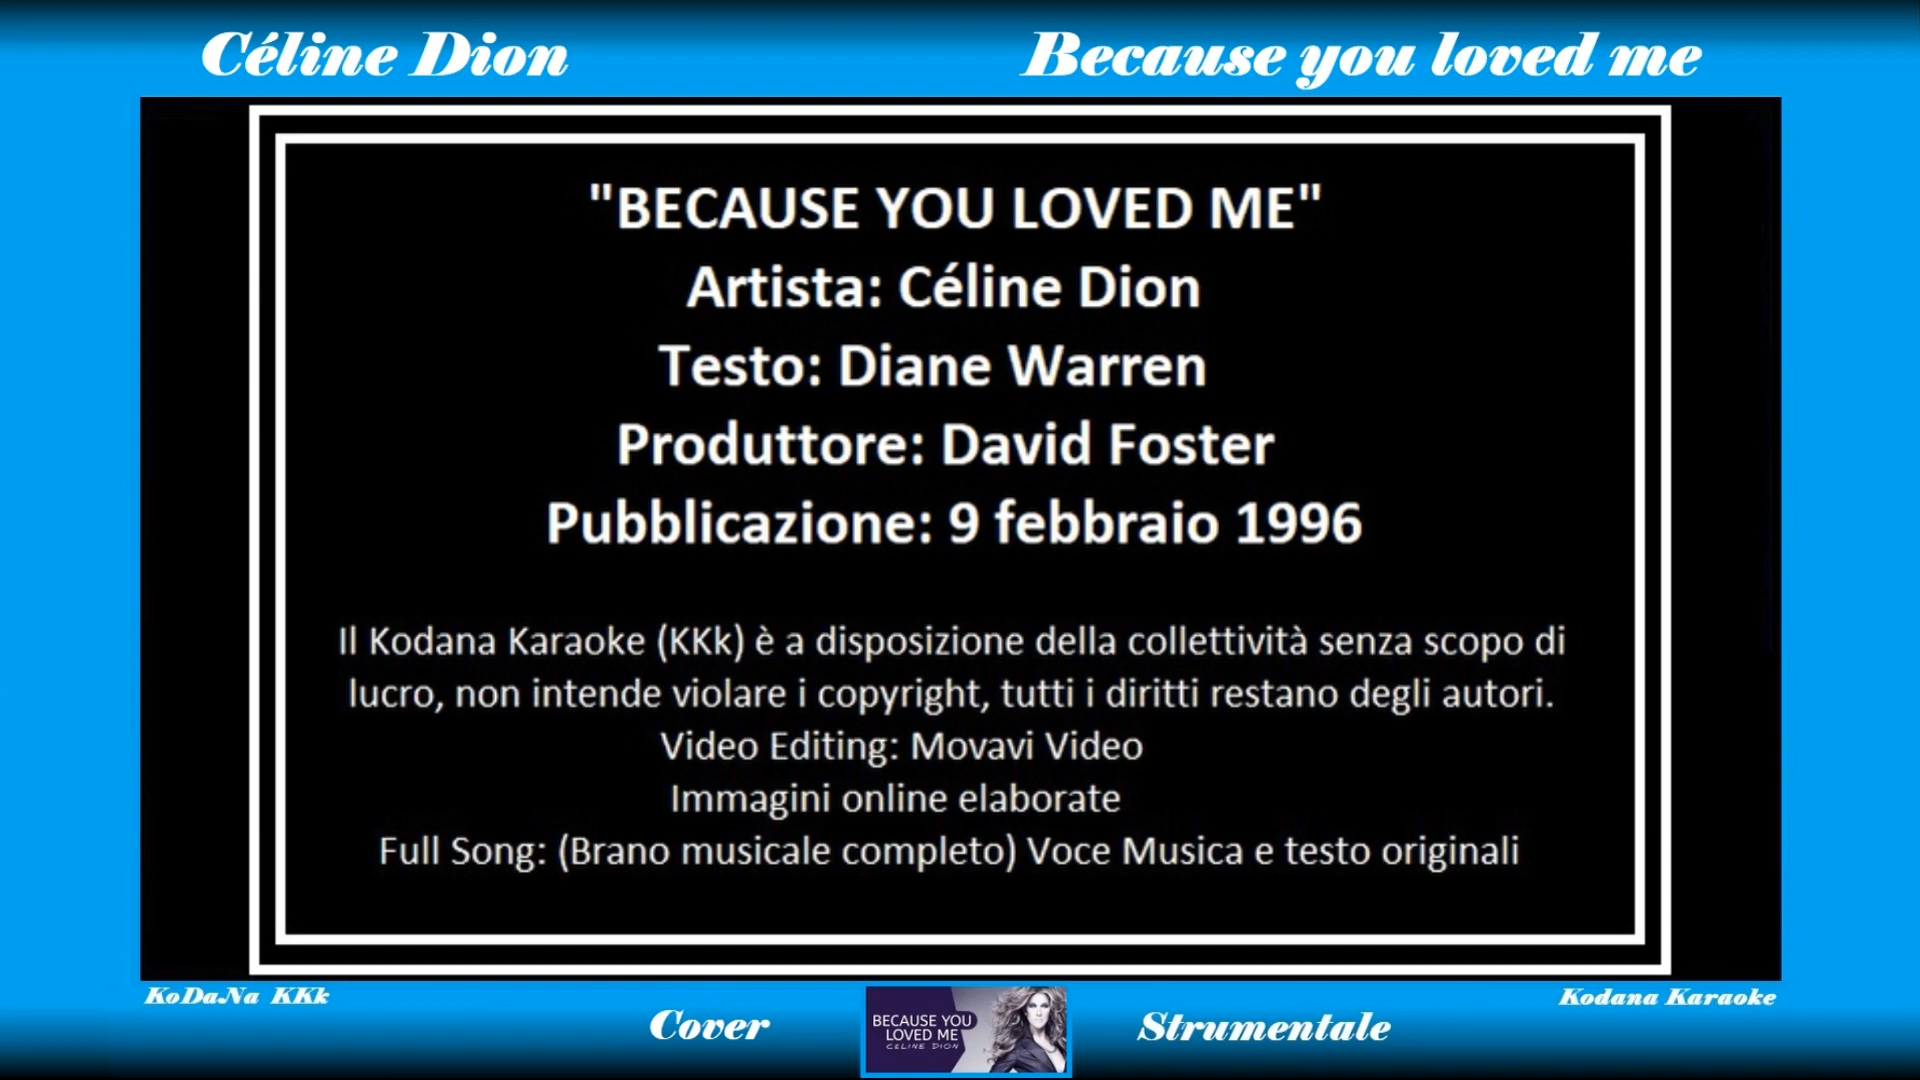 Céline Dion
Because you loved me
"BECAUSE YOU LOVED ME"
Artista: Céline Dion
Testo: Diane Warren
Produttore: David Foster
Pubblicazione: 9 febbraio 1996
Il Kodana Karaoke (KKk) è a disposizione della collettività senza scopo di
lucro, non intende violare i copyright, tutti i diritti restano degli autori.
Video Editing: Movavi Video
Immagini online elaborate
Full Song: (Brano musicale completo) Voce Musica e testo originali
KoDaNa KKk
Kodana Karaoke
Cover
BECAUSE YOU
LOVED ME
CELINE DION
Strumentale